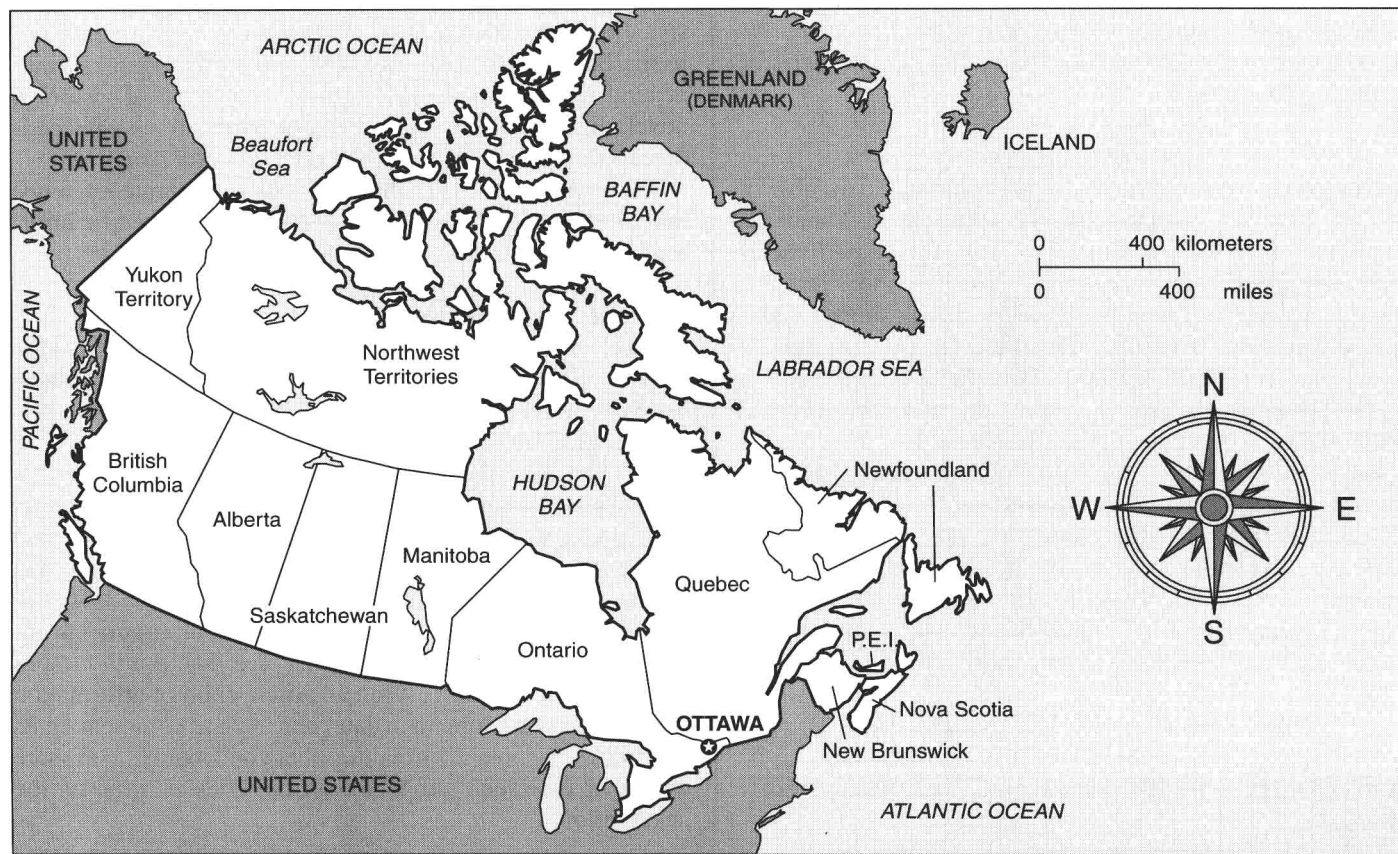 ARCTIC OCEAN
GREENLAND
(DENMARK)
UNITED
STATES
Beaufort
Sea
ICELAND
BAFFIN
BAY
0 400 kilometers
0 400 miles
Yukon
Territory
PACIFIC OCEAN
Northwest
Territories
LABRADOR SEA
N
British
Columbia
Newfoundland
HUDSON
BAY
W E
Alberta
Manitoba
Quebec
Saskatchewan
S
Ontario
P.E.I.
Nova Scotia
OTTAWA
New Brunswick
UNITED STATES
ATLANTIC OCEAN